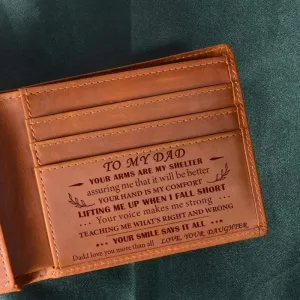 TO MY DAD
YOUR ARMS ARE MY SHELTER
assuring me that it will be better
YOUR HAND IS MY COMFORT
LIFTING ME UP WHEN I FALL SHORT
Your voice makes me strong
TEACHING ME WHAT'S RIGHT AND WRONG
YOUR SMILE SAYS IT ALL
Dadd love you more than all LOVE, YOUR DAUGHTER